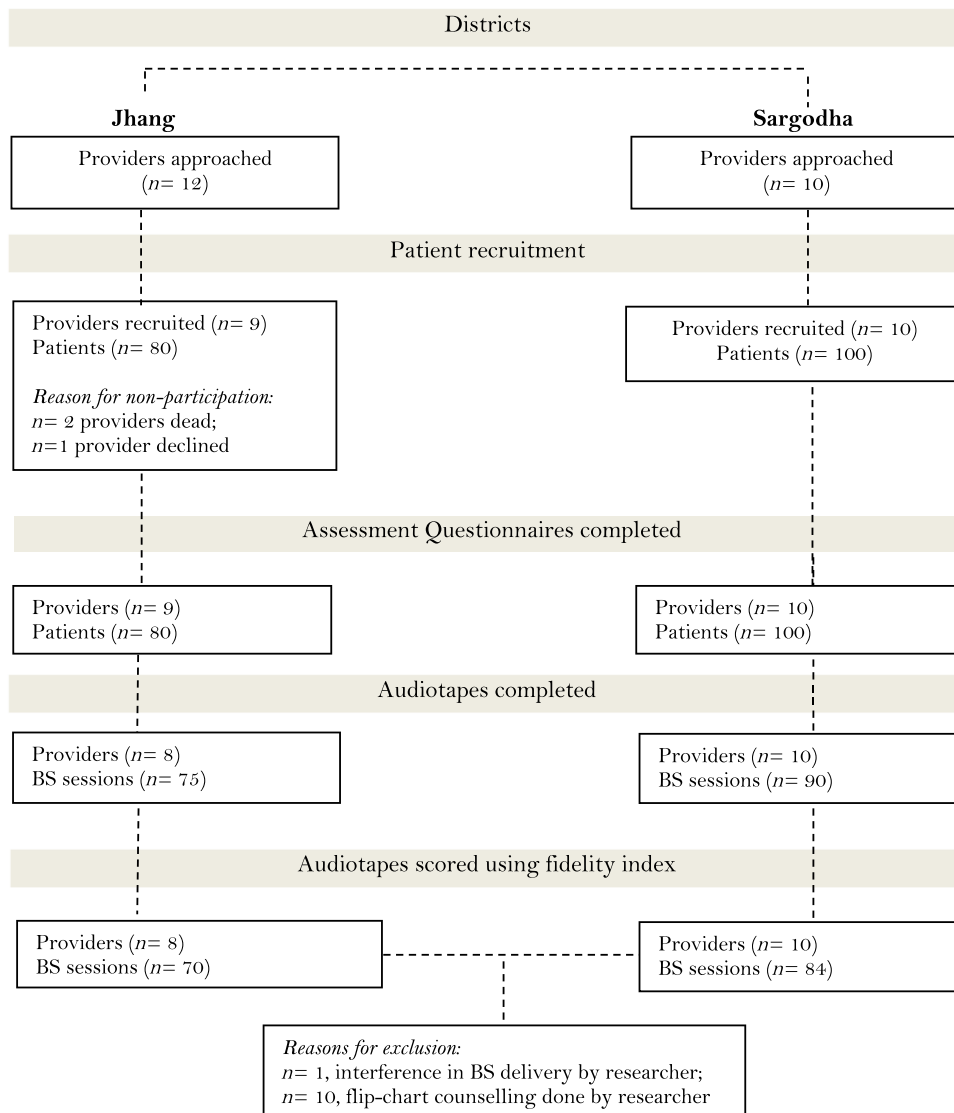 Districts
Jhang
Sargodha
Providers approached
(n= 12)
Providers approached
(n= 10)
Patient recruitment
Providers recruited (n= 9)
Patients (n= 80)
Reason for non-participation:
n= 2 providers dead;
n=1 provider declined
Providers recruited (n= 10)
Patients (n= 100)
Assessment Questionnaires completed
Providers (n= 9)
Patients (n= 80)
Providers (n= 10)
Patients (n= 100)
Audiotapes completed
Providers (n= 8)
BS sessions (n= 75)
Providers (n= 10)
BS sessions (n= 90)
Audiotapes scored using fidelity index
Providers (n= 8)
BS sessions (n= 70)
Providers (n= 10)
BS sessions (n= 84)
Reasons for exclusion:
n= 1, interference in BS delivery by researcher;
n= 10, flip-chart counselling done by researcher